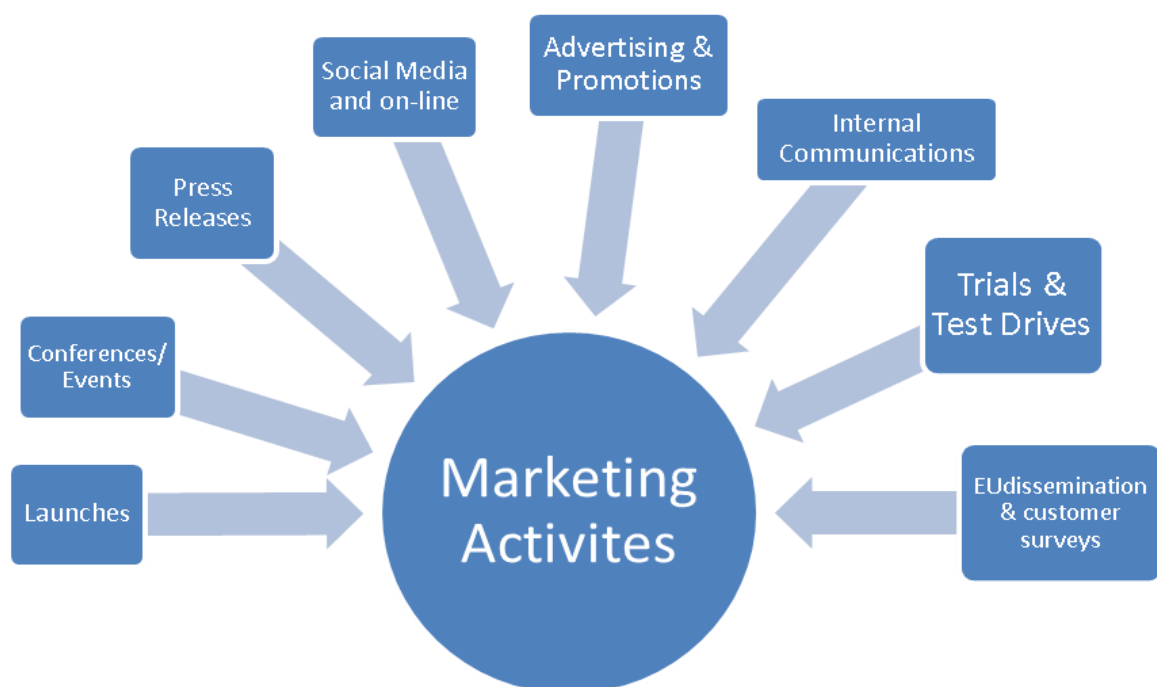 Advertising &
Promotions
Social Media
and on-line
Internal
Communications
Press
Releases
Trials &
Test Drives
Conferences/
Events
Marketing
Activites
Launches
EUdissemination
& customer
surveys